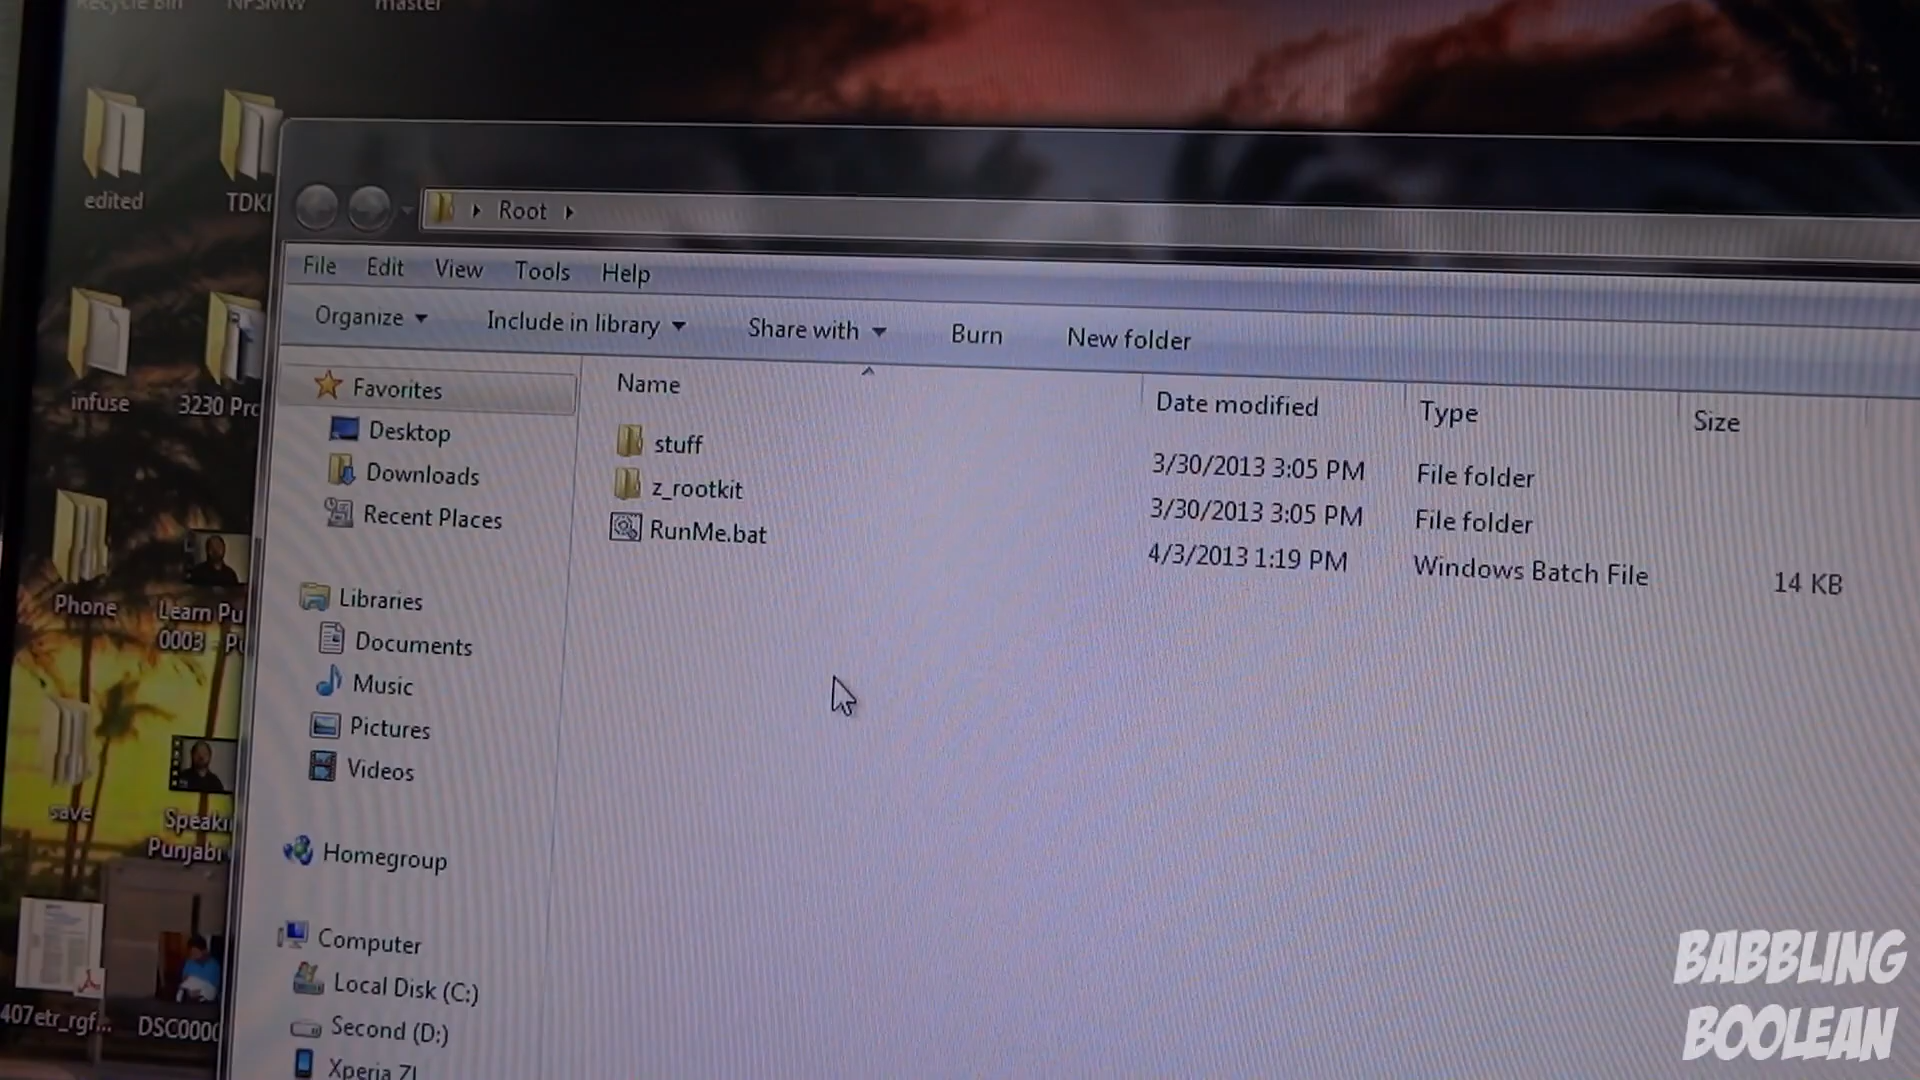 Recycle Bin
NFSMW
master
edited
TDKI
Root
File Edit View Tools Help
Organize Include in library Share with Burn New folder
infuse
3230 Prc
Favorites
Desktop
Downloads
Recent Places
Name Date modified Type Size
stuff 3/30/2013 3:05 PM File folder
z_rootkit 3/30/2013 3:05 PM File folder
RunMe.bat 4/3/2013 1:19 PM Windows Batch File 14 KB
Phone
Learn Pu
0003 - Pu
Libraries
Documents
Music
Pictures
Videos
save
Speaki
Punjabi
Homegroup
Computer
Local Disk (C:)
Second (D:)
Xperia
407etr_rgf...
DSC0000
BABBLING
BOOLEAN